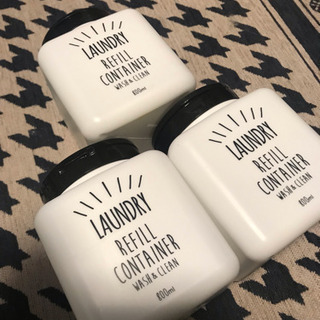 LAUNDRY
REFILL
CONTAINER
WASH & CLEAN
800ml
LAUNDRY
REFILL
CONTAINER
WASH & CLEAN
800ml
LAUNDRY
REFILL
CONTAINER
WASH & CLEAN
800ml